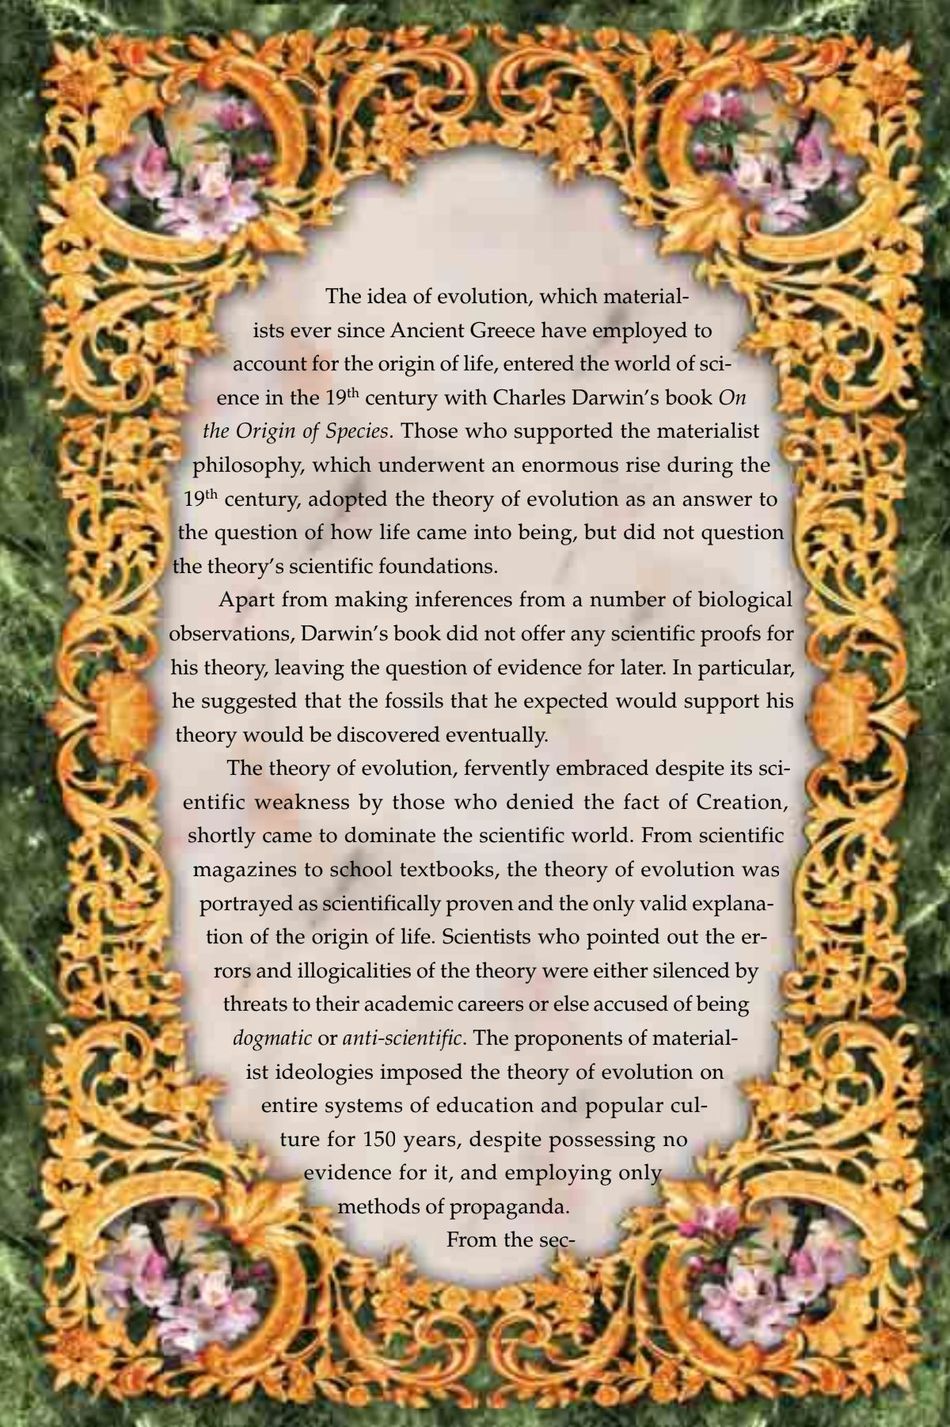 The idea of evolution, which material-
ists ever since Ancient Greece have employed to
account for the origin of life, entered the world of sci-
ence in the 19th century with Charles Darwin's book On
the Origin of Species. Those who supported the materialist
philosophy, which underwent an enormous rise during the
19th century, adopted the theory of evolution as an answer to
the question of how life came into being, but did not question
the theory's scientific foundations.
Apart from making inferences from a number of biological
observations, Darwin's book did not offer any scientific proofs for
his theory, leaving the question of evidence for later. In particular,
he suggested that the fossils that he expected would support his
theory would be discovered eventually.
The theory of evolution, fervently embraced despite its sci-
entific weakness by those who denied the fact of Creation,
shortly came to dominate the scientific world. From scientific
magazines to school textbooks, the theory of evolution was
portrayed as scientifically proven and the only valid explana-
tion of the origin of life. Scientists who pointed out the er-
rors and illogicalities of the theory were either silenced by
threats to their academic careers or else accused of being
dogmatic or anti-scientific. The proponents of material-
ist ideologies imposed the theory of evolution on
entire systems of education and popular cul-
ture for 150 years, despite possessing no
evidence for it, and employing only
methods of propaganda.
From the sec-